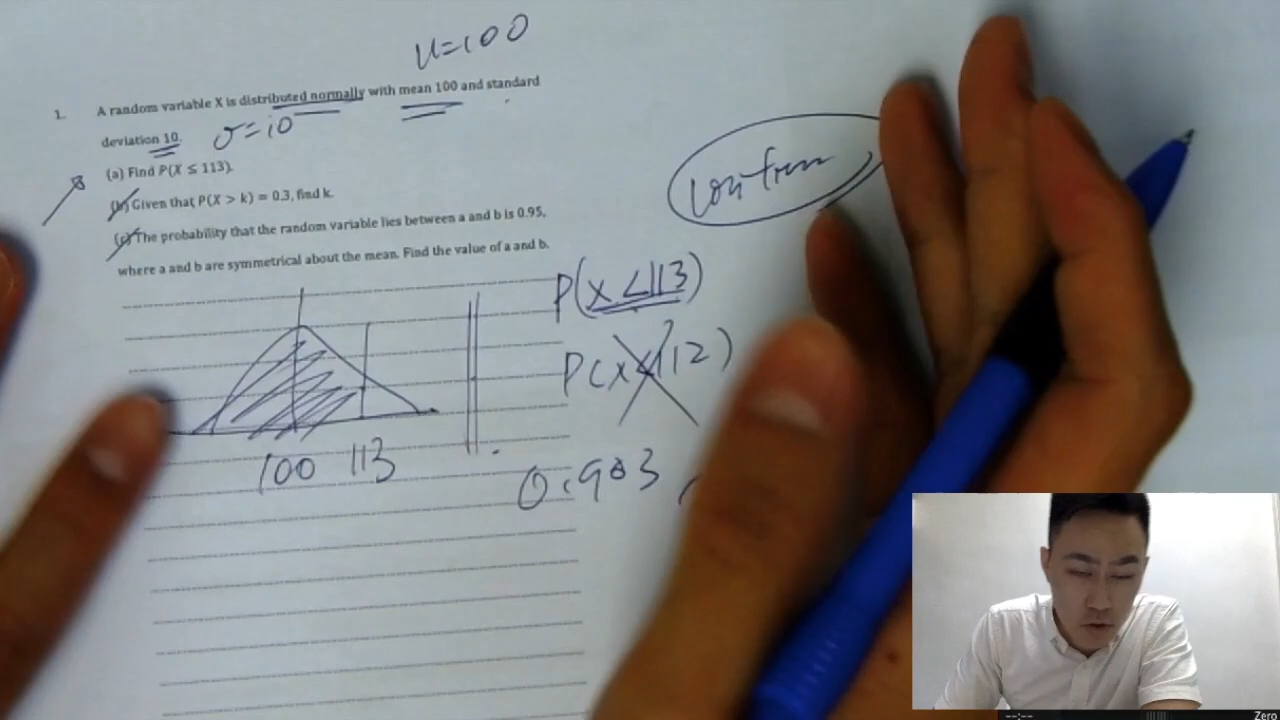 u=100
1. A random variable X is distributed normally with mean 100 and standard
deviation 10. σ=10
(a) Find P(X ≤ 113).
(b) Given that P(X > k) = 0.3, find k.
(c) The probability that the random variable lies between a and b is 0.95,
where a and b are symmetrical about the mean. Find the value of a and b.
P(x<113)
P(x<112)
100 113
0.903
--:--
Zero